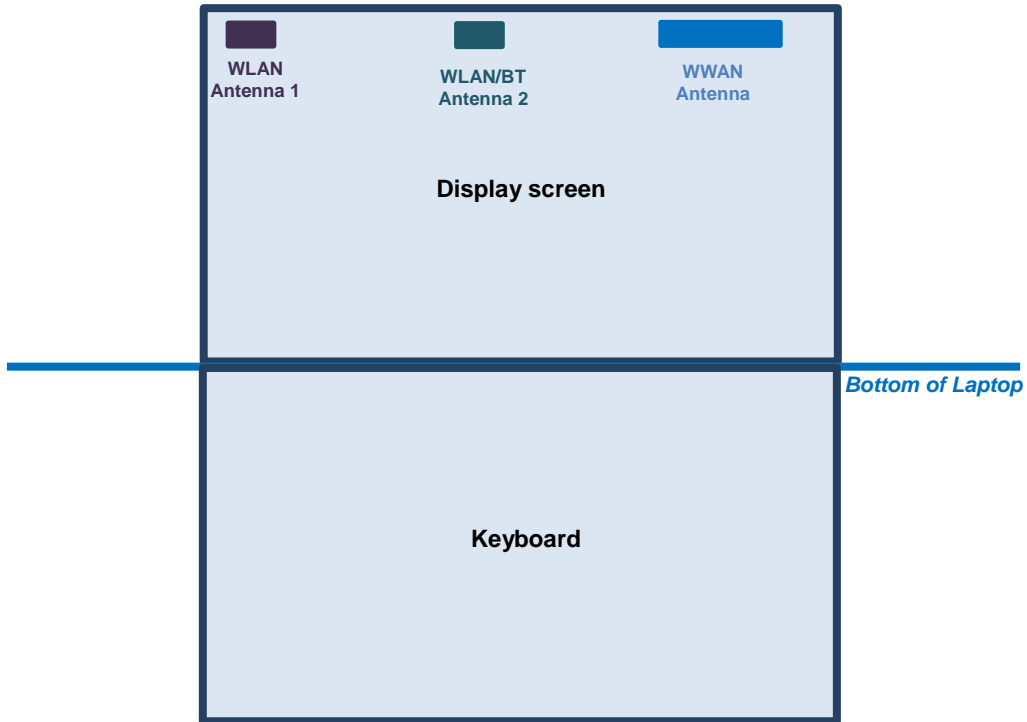 WLAN
Antenna 1
WLAN/BT
Antenna 2
WWAN
Antenna
Display screen
Bottom of Laptop
Keyboard